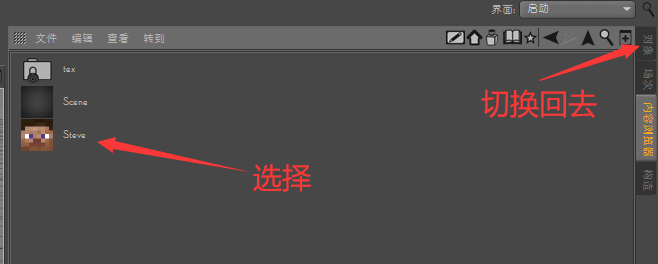 界面: 启动
文件 编辑 查看 转到
对象
场次
内容浏览器
构造
tex
Scene
Steve
切换回去
选择